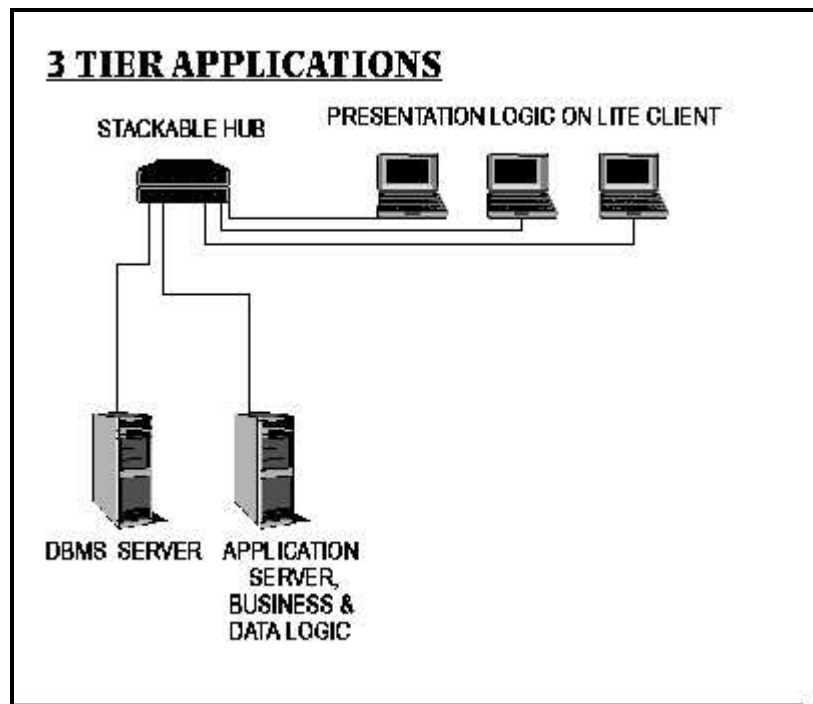 3 TIER APPLICATIONS
STACKABLE HUB
PRESENTATION LOGIC ON LITE CLIENT
DBMS SERVER
APPLICATION
SERVER,
BUSINESS &
DATA LOGIC